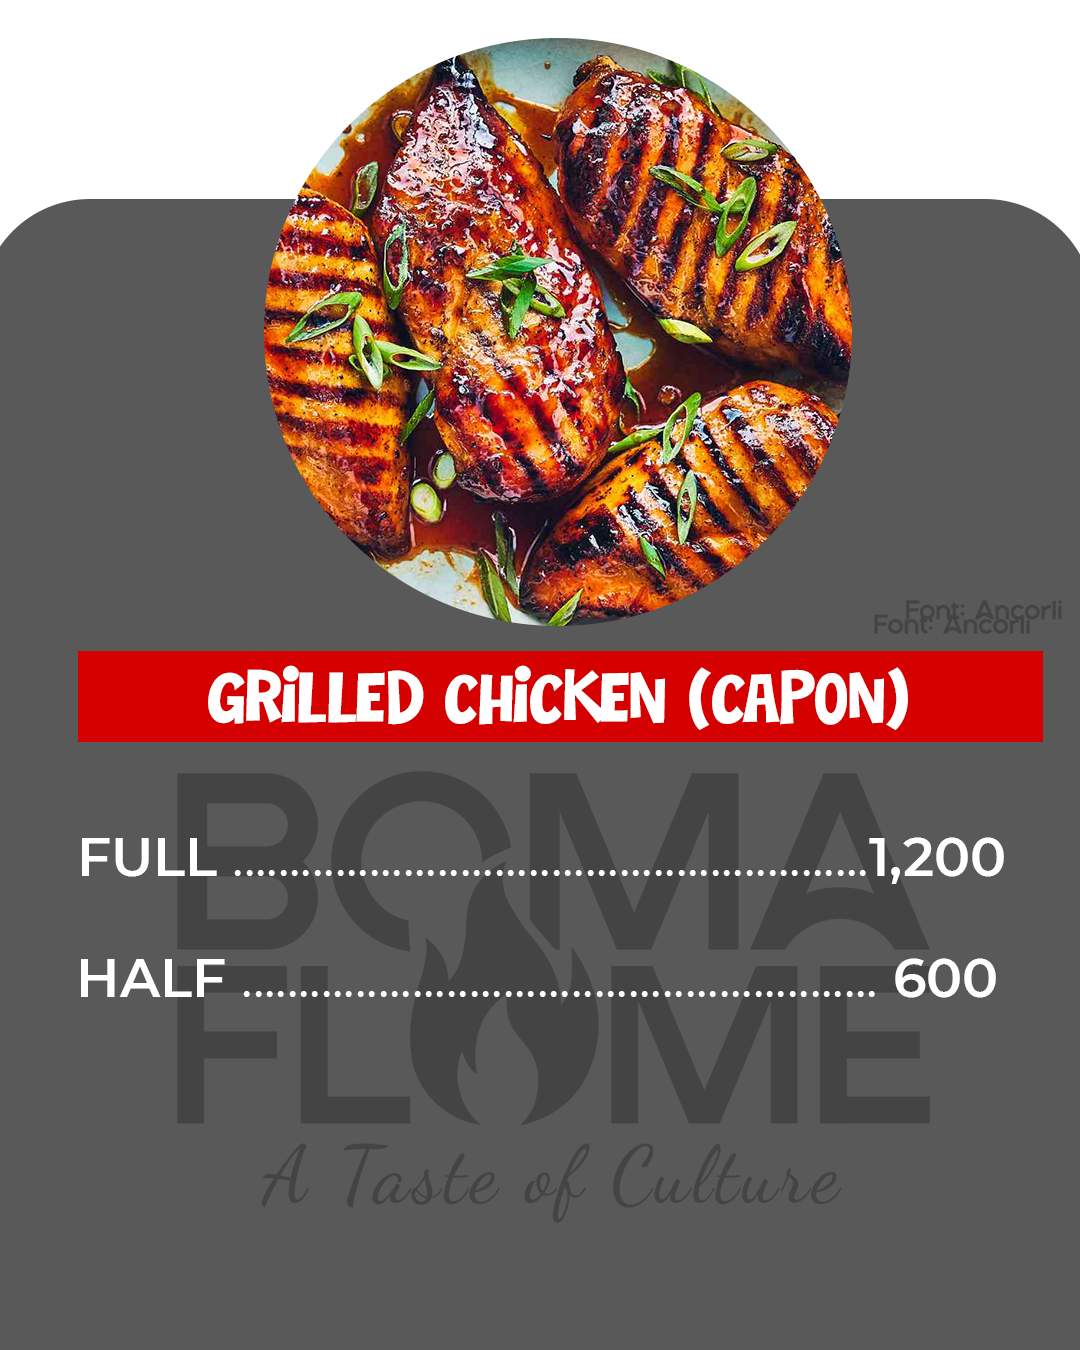 Font: Ancorli
Font: Ancorli
GRiLLED CHiCKEN (CAPON)
FULL ........................................................1,200
HALF ........................................................ 600
BOMA
FLOME
A Taste of Culture